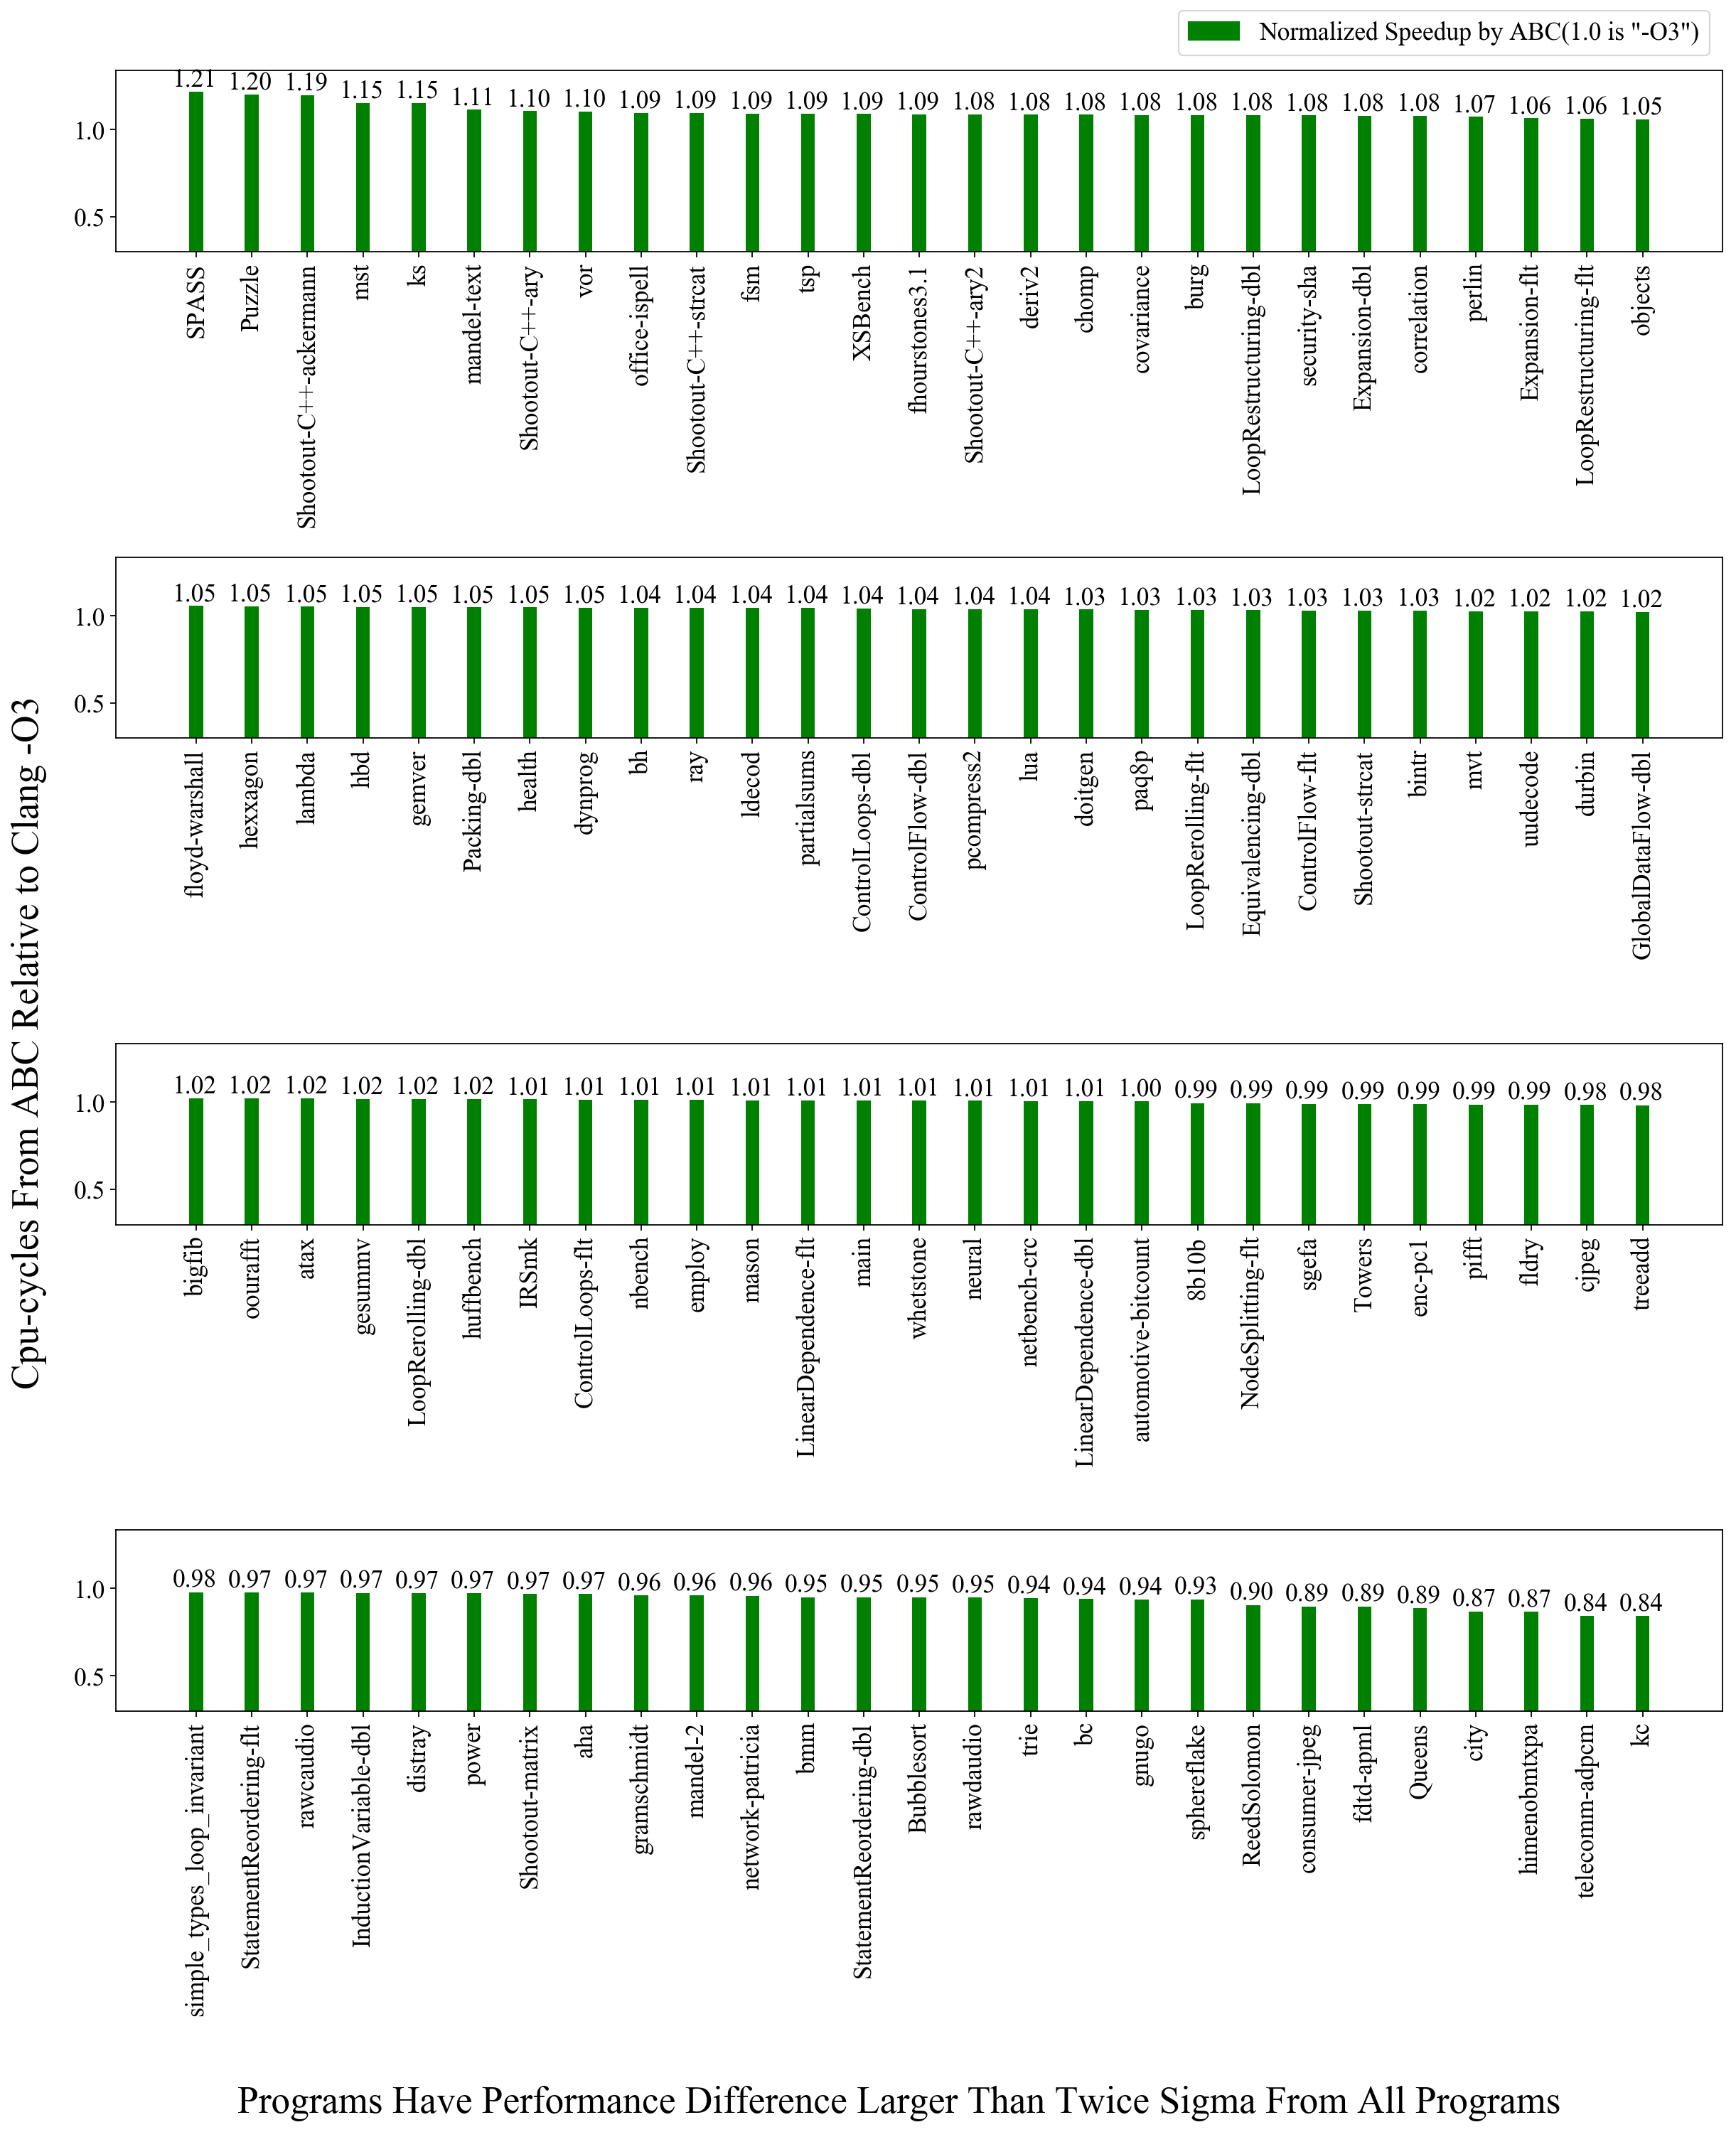 Normalized Speedup by ABC(1.0 is "-O3")
Cpu-cycles From ABC Relative to Clang -O3
1.21 1.20 1.19 1.15 1.15 1.11 1.10 1.10 1.09 1.09 1.09 1.09 1.09 1.09 1.08 1.08 1.08 1.08 1.08 1.08 1.08 1.08 1.08 1.07 1.06 1.06 1.05
1.0
0.5
SPASS
Puzzle
Shootout-C++-ackermann
mst
ks
mandel-text
Shootout-C++-ary
vor
office-ispell
Shootout-C++-strcat
fsm
tsp
XSBench
fhourstones3.1
Shootout-C++-ary2
deriv2
chomp
covariance
burg
LoopRestructuring-dbl
security-sha
Expansion-dbl
correlation
perlin
Expansion-flt
LoopRestructuring-flt
objects
1.05 1.05 1.05 1.05 1.05 1.05 1.05 1.05 1.04 1.04 1.04 1.04 1.04 1.04 1.04 1.04 1.03 1.03 1.03 1.03 1.03 1.03 1.03 1.02 1.02 1.02 1.02
1.0
0.5
floyd-warshall
hexxagon
lambda
hbd
gemver
Packing-dbl
health
dynprog
bh
ray
ldecod
partialsums
ControlLoops-dbl
ControlFlow-dbl
pcompress2
lua
doitgen
paq8p
LoopRerolling-flt
Equivalencing-dbl
ControlFlow-flt
Shootout-strcat
bintr
mvt
uudecode
durbin
GlobalDataFlow-dbl
1.02 1.02 1.02 1.02 1.02 1.02 1.01 1.01 1.01 1.01 1.01 1.01 1.01 1.01 1.01 1.01 1.01 1.00 0.99 0.99 0.99 0.99 0.99 0.99 0.99 0.98 0.98
1.0
0.5
bigfib
oourafft
atax
gesummv
LoopRerolling-dbl
huffbench
IRSmk
ControlLoops-flt
nbench
employ
mason
LinearDependence-flt
main
whetstone
neural
netbench-crc
LinearDependence-dbl
automotive-bitcount
8b10b
NodeSplitting-flt
sgefa
Towers
enc-pc1
pifft
fldry
cjpeg
treeadd
0.98 0.97 0.97 0.97 0.97 0.97 0.97 0.97 0.96 0.96 0.96 0.95 0.95 0.95 0.95 0.94 0.94 0.94 0.93 0.90 0.89 0.89 0.89 0.87 0.87 0.84 0.84
1.0
0.5
simple_types_loop_invariant
StatementReordering-flt
rawcaudio
InductionVariable-dbl
distray
power
Shootout-matrix
aha
gramschmidt
mandel-2
network-patricia
bmm
StatementReordering-dbl
Bubblesort
rawdaudio
trie
bc
gnugo
sphereflake
ReedSolomon
consumer-jpeg
fdtd-apml
Queens
city
himenobmtxpa
telecomm-adpcm
kc
Programs Have Performance Difference Larger Than Twice Sigma From All Programs